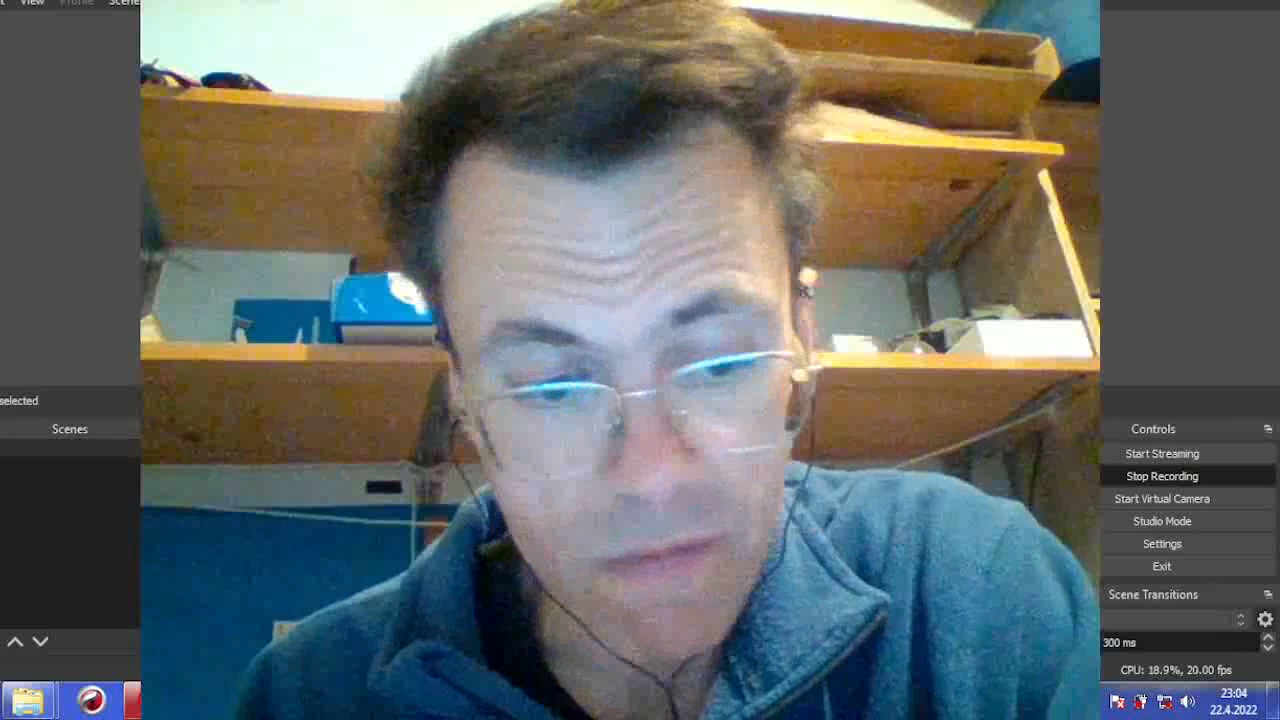 View Profile Scene
selected
Scenes
Controls
Start Streaming
Stop Recording
Start Virtual Camera
Studio Mode
Settings
Exit
Scene Transitions
300 ms
CPU: 18.9%, 20.00 fps
23:04
22.4.2022